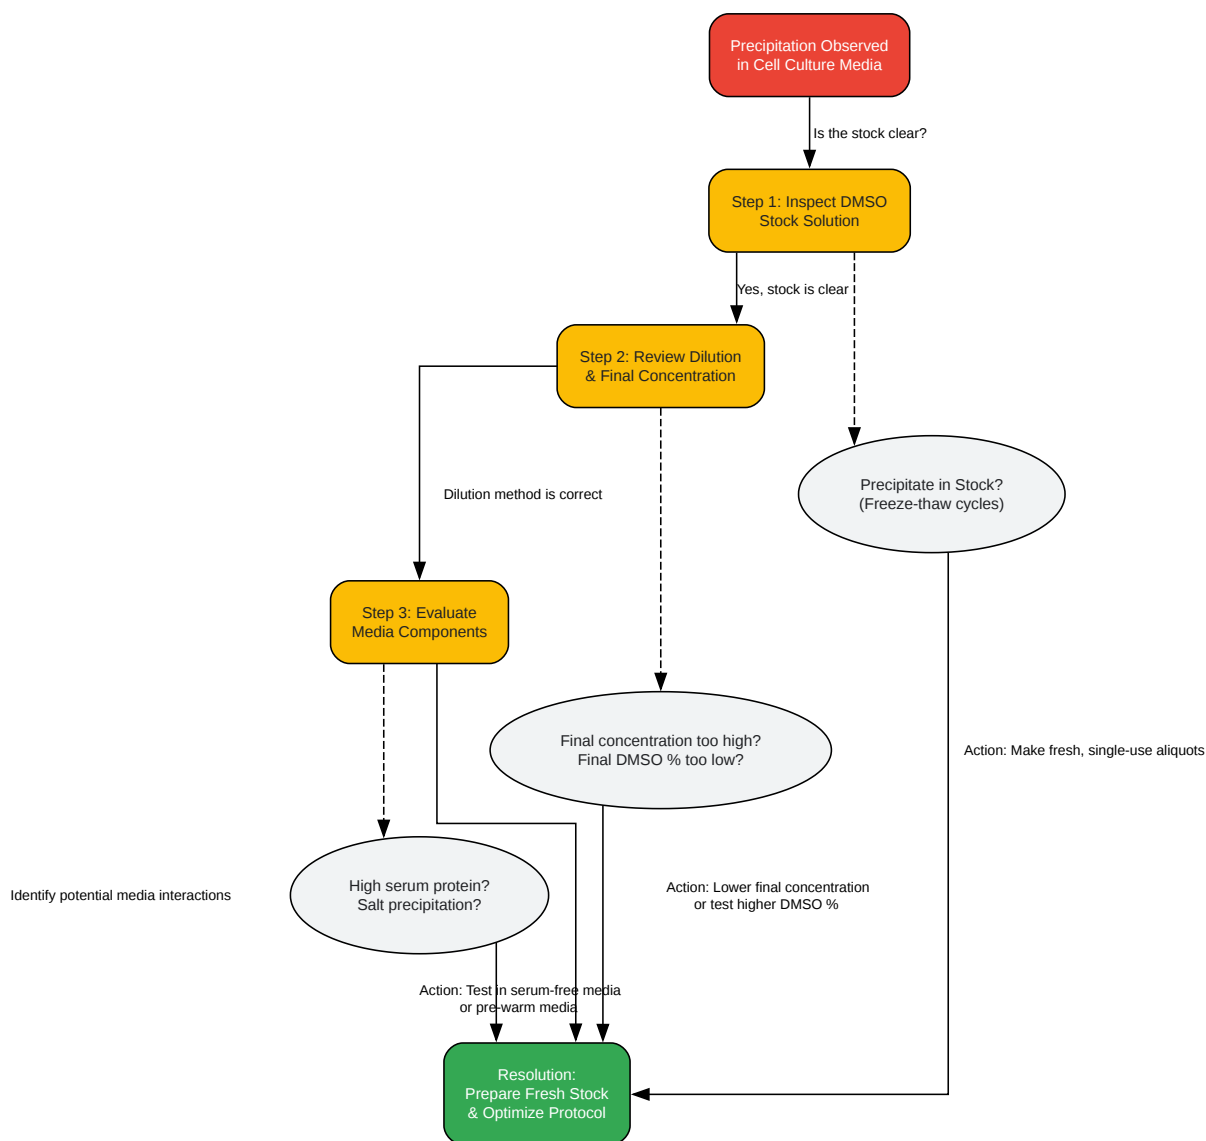 Precipitation Observed
in Cell Culture Media
Is the stock clear?
Step 1: Inspect DMSO
Stock Solution
Yes, stock is clear
Step 2: Review Dilution
& Final Concentration
Precipitate in Stock?
(Freeze-thaw cycles)
Dilution method is correct
Step 3: Evaluate
Media Components
Final concentration too high?
Final DMSO % too low?
Action: Make fresh, single-use aliquots
High serum protein?
Salt precipitation?
Identify potential media interactions
Action: Lower final concentration
or test higher DMSO %
Action: Test in serum-free media
or pre-warm media
Resolution:
Prepare Fresh Stock
& Optimize Protocol